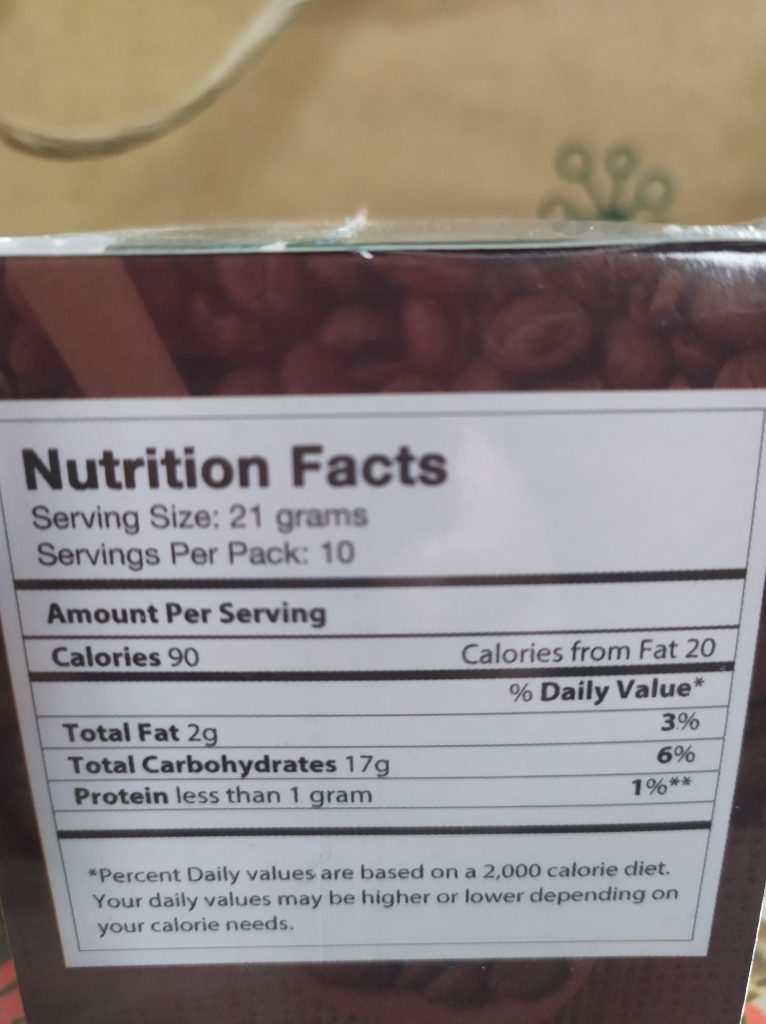 Nutrition Facts
Serving Size: 21 grams
Servings Per Pack: 10
Amount Per Serving
Calories 90 Calories from Fat 20
% Daily Value*
Total Fat 2g 3%
Total Carbohydrates 17g 6%
Protein less than 1 gram 1%**
*Percent Daily values are based on a 2,000 calorie diet.
Your daily values may be higher or lower depending on
your calorie needs.